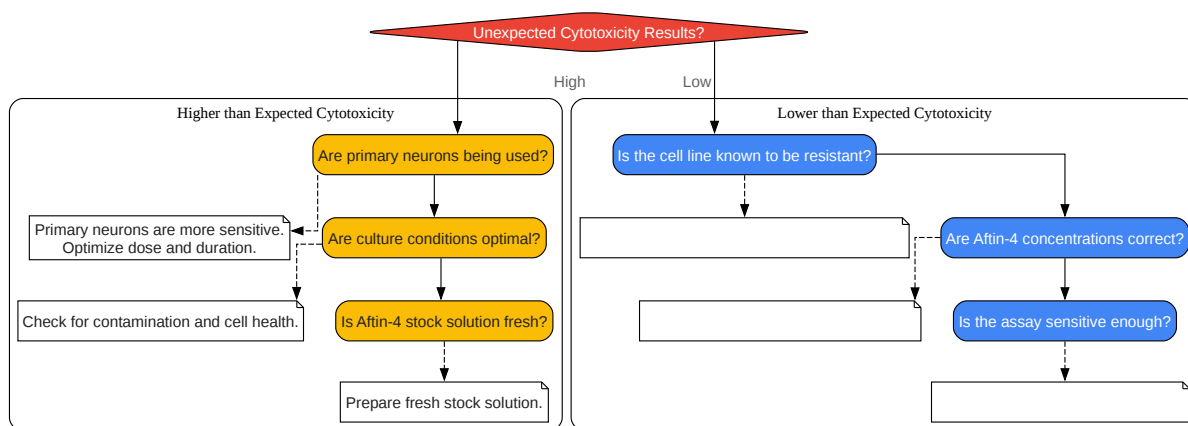 Unexpected Cytotoxicity Results?
High
Low
Higher than Expected Cytotoxicity
Are primary neurons being used?
Primary neurons are more sensitive.
Optimize dose and duration.
Are culture conditions optimal?
Check for contamination and cell health.
Is Aftin-4 stock solution fresh?
Prepare fresh stock solution.
Lower than Expected Cytotoxicity
Is the cell line known to be resistant?
Are Aftin-4 concentrations correct?
Is the assay sensitive enough?